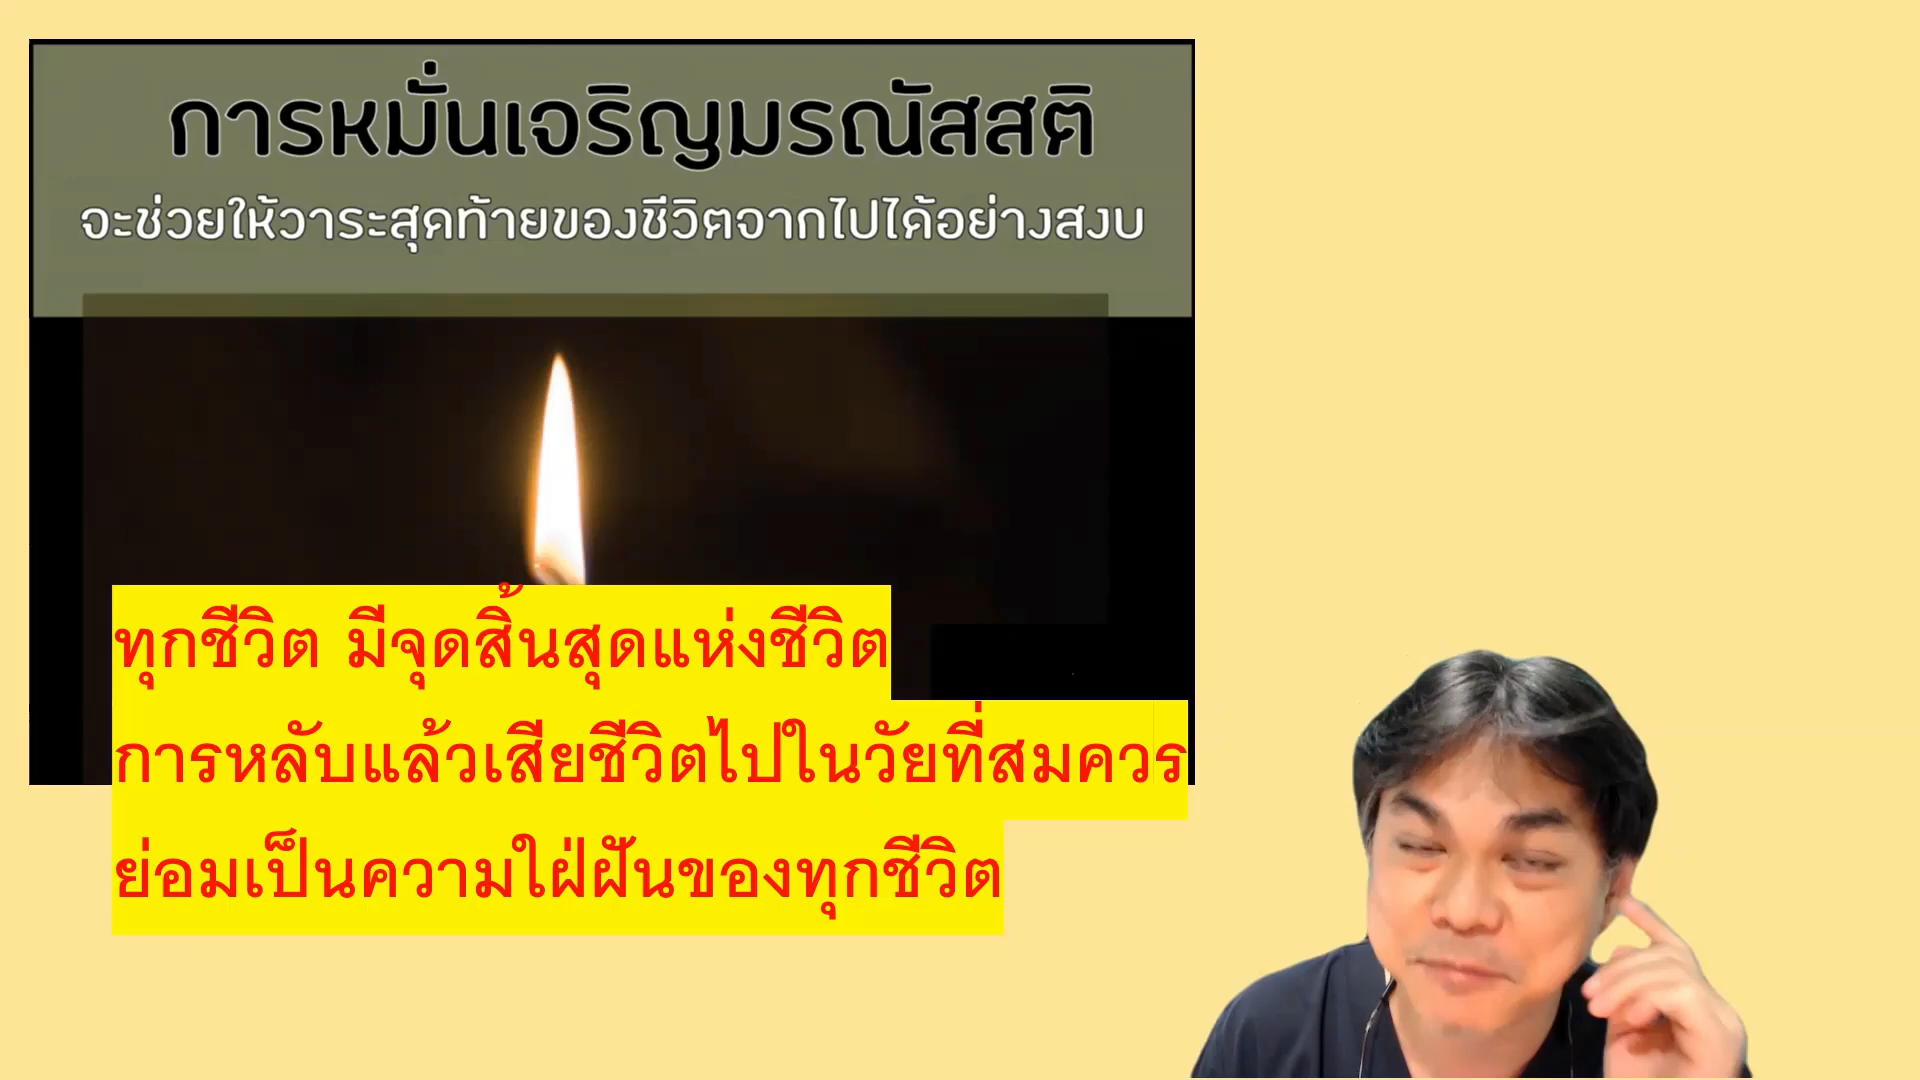 การหมั่นเจริญมรณัสสติ
จะช่วยให้วาระสุดท้ายของชีวิตจากไปได้อย่างสงบ
ทุกชีวิต มีจุดสิ้นสุดแห่งชีวิต
การหลับแล้วเสียชีวิตไปในวัยที่สมควร
ย่อมเป็นความใฝ่ฝันของทุกชีวิต